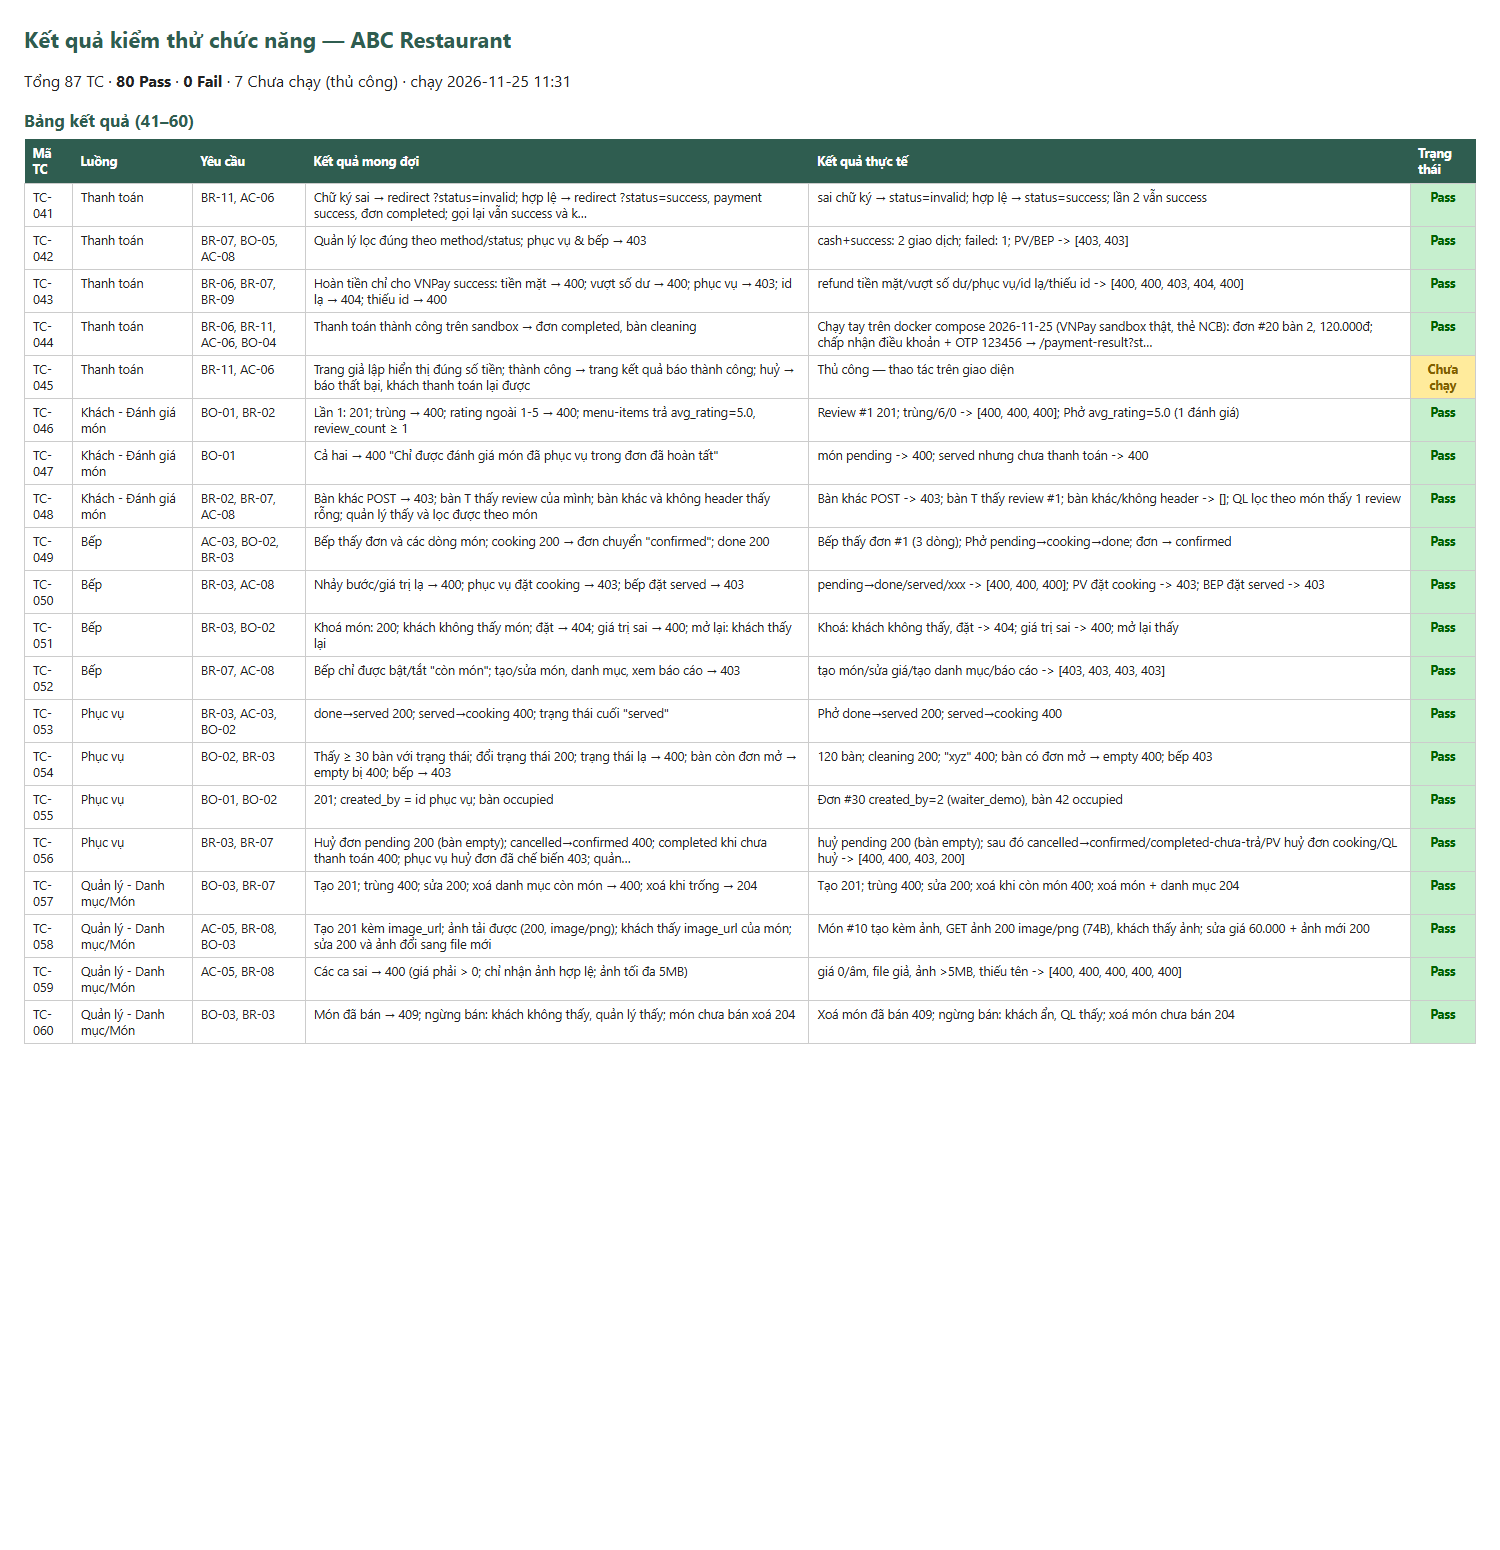 Kết quả kiểm thử chức năng — ABC Restaurant
Tổng 87 TC · 80 Pass · 0 Fail · 7 Chưa chạy (thủ công) · chạy 2026-11-25 11:31
Bảng kết quả (41–60)
Mã TC Luồng Yêu cầu Kết quả mong đợi Kết quả thực tế Trạng thái
TC-041 Thanh toán BR-11, AC-06 Chữ ký sai → redirect ?status=invalid; hợp lệ → redirect ?status=success, payment success, đơn completed; gọi lại vẫn success và k... sai chữ ký → status=invalid; hợp lệ → status=success; lần 2 vẫn success Pass
TC-042 Thanh toán BR-07, BO-05, AC-08 Quản lý lọc đúng theo method/status; phục vụ & bếp → 403 cash+success: 2 giao dịch; failed: 1; PV/BEP -> [403, 403] Pass
TC-043 Thanh toán BR-06, BR-07, BR-09 Hoàn tiền chỉ cho VNPay success: tiền mặt → 400; vượt số dư → 400; phục vụ → 403; id lạ → 404; thiếu id → 400 refund tiền mặt/vượt số dư/phục vụ/id lạ/thiếu id -> [400, 400, 403, 404, 400] Pass
TC-044 Thanh toán BR-06, BR-11, AC-06, BO-04 Thanh toán thành công trên sandbox → đơn completed, bàn cleaning Chạy tay trên docker compose 2026-11-25 (VNPay sandbox thật, thẻ NCB): đơn #20 bàn 2, 120.000đ; chấp nhận điều khoản + OTP 123456 → /payment-result?st... Pass
TC-045 Thanh toán BR-11, AC-06 Trang giả lập hiển thị đúng số tiền; thành công → trang kết quả báo thành công; huỷ → báo thất bại, khách thanh toán lại được Thủ công — thao tác trên giao diện Chưa chạy
TC-046 Khách - Đánh giá món BO-01, BR-02 Lần 1: 201; trùng → 400; rating ngoài 1-5 → 400; menu-items trả avg_rating=5.0, review_count ≥ 1 Review #1 201; trùng/6/0 -> [400, 400, 400]; Phở avg_rating=5.0 (1 đánh giá) Pass
TC-047 Khách - Đánh giá món BO-01 Cả hai → 400 "Chỉ được đánh giá món đã phục vụ trong đơn đã hoàn tất" món pending -> 400; served nhưng chưa thanh toán -> 400 Pass
TC-048 Khách - Đánh giá món BR-02, BR-07, AC-08 Bàn khác POST → 403; bàn T thấy review của mình; bàn khác và không header thấy rỗng; quản lý thấy và lọc được theo món Bàn khác POST -> 403; bàn T thấy review #1; bàn khác/không header -> []; QL lọc theo món thấy 1 review Pass
TC-049 Bếp AC-03, BO-02, BR-03 Bếp thấy đơn và các dòng món; cooking 200 → đơn chuyển "confirmed"; done 200 Bếp thấy đơn #1 (3 dòng); Phở pending→cooking→done; đơn → confirmed Pass
TC-050 Bếp BR-03, AC-08 Nhảy bước/giá trị lạ → 400; phục vụ đặt cooking → 403; bếp đặt served → 403 pending→done/served/xxx -> [400, 400, 400]; PV đặt cooking -> 403; BEP đặt served -> 403 Pass
TC-051 Bếp BR-03, BO-02 Khoá món: 200; khách không thấy món; đặt → 404; giá trị sai → 400; mở lại: khách thấy lại Khoá: khách không thấy, đặt -> 404; giá trị sai -> 400; mở lại thấy Pass
TC-052 Bếp BR-07, AC-08 Bếp chỉ được bật/tắt "còn món"; tạo/sửa món, danh mục, xem báo cáo → 403 tạo món/sửa giá/tạo danh mục/báo cáo -> [403, 403, 403, 403] Pass
TC-053 Phục vụ BR-03, AC-03, BO-02 done→served 200; served→cooking 400; trạng thái cuối "served" Phở done→served 200; served→cooking 400 Pass
TC-054 Phục vụ BO-02, BR-03 Thấy ≥ 30 bàn với trạng thái; đổi trạng thái 200; trạng thái lạ → 400; bàn còn đơn mở → empty bị 400; bếp → 403 120 bàn; cleaning 200; "xyz" 400; bàn có đơn mở → empty 400; bếp 403 Pass
TC-055 Phục vụ BO-01, BO-02 201; created_by = id phục vụ; bàn occupied Đơn #30 created_by=2 (waiter_demo), bàn 42 occupied Pass
TC-056 Phục vụ BR-03, BR-07 Huỷ đơn pending 200 (bàn empty); cancelled→confirmed 400; completed khi chưa thanh toán 400; phục vụ huỷ đơn đã chế biến 403; quản... huỷ pending 200 (bàn empty); sau đó cancelled→confirmed/completed-chưa-trả/PV huỷ đơn cooking/QL huỷ -> [400, 400, 403, 200] Pass
TC-057 Quản lý - Danh mục/Món BO-03, BR-07 Tạo 201; trùng 400; sửa 200; xoá danh mục còn món → 400; xoá khi trống → 204 Tạo 201; trùng 400; sửa 200; xoá khi còn món 400; xoá món + danh mục 204 Pass
TC-058 Quản lý - Danh mục/Món AC-05, BR-08, BO-03 Tạo 201 kèm image_url; ảnh tải được (200, image/png); khách thấy image_url của món; sửa 200 và ảnh đổi sang file mới Món #10 tạo kèm ảnh, GET ảnh 200 image/png (74B), khách thấy ảnh; sửa giá 60.000 + ảnh mới 200 Pass
TC-059 Quản lý - Danh mục/Món AC-05, BR-08 Các ca sai → 400 (giá phải > 0; chỉ nhận ảnh hợp lệ; ảnh tối đa 5MB) giá 0/âm, file giả, ảnh >5MB, thiếu tên -> [400, 400, 400, 400, 400] Pass
TC-060 Quản lý - Danh mục/Món BO-03, BR-03 Món đã bán → 409; ngừng bán: khách không thấy, quản lý thấy; món chưa bán xoá 204 Xoá món đã bán 409; ngừng bán: khách ẩn, QL thấy; xoá món chưa bán 204 Pass